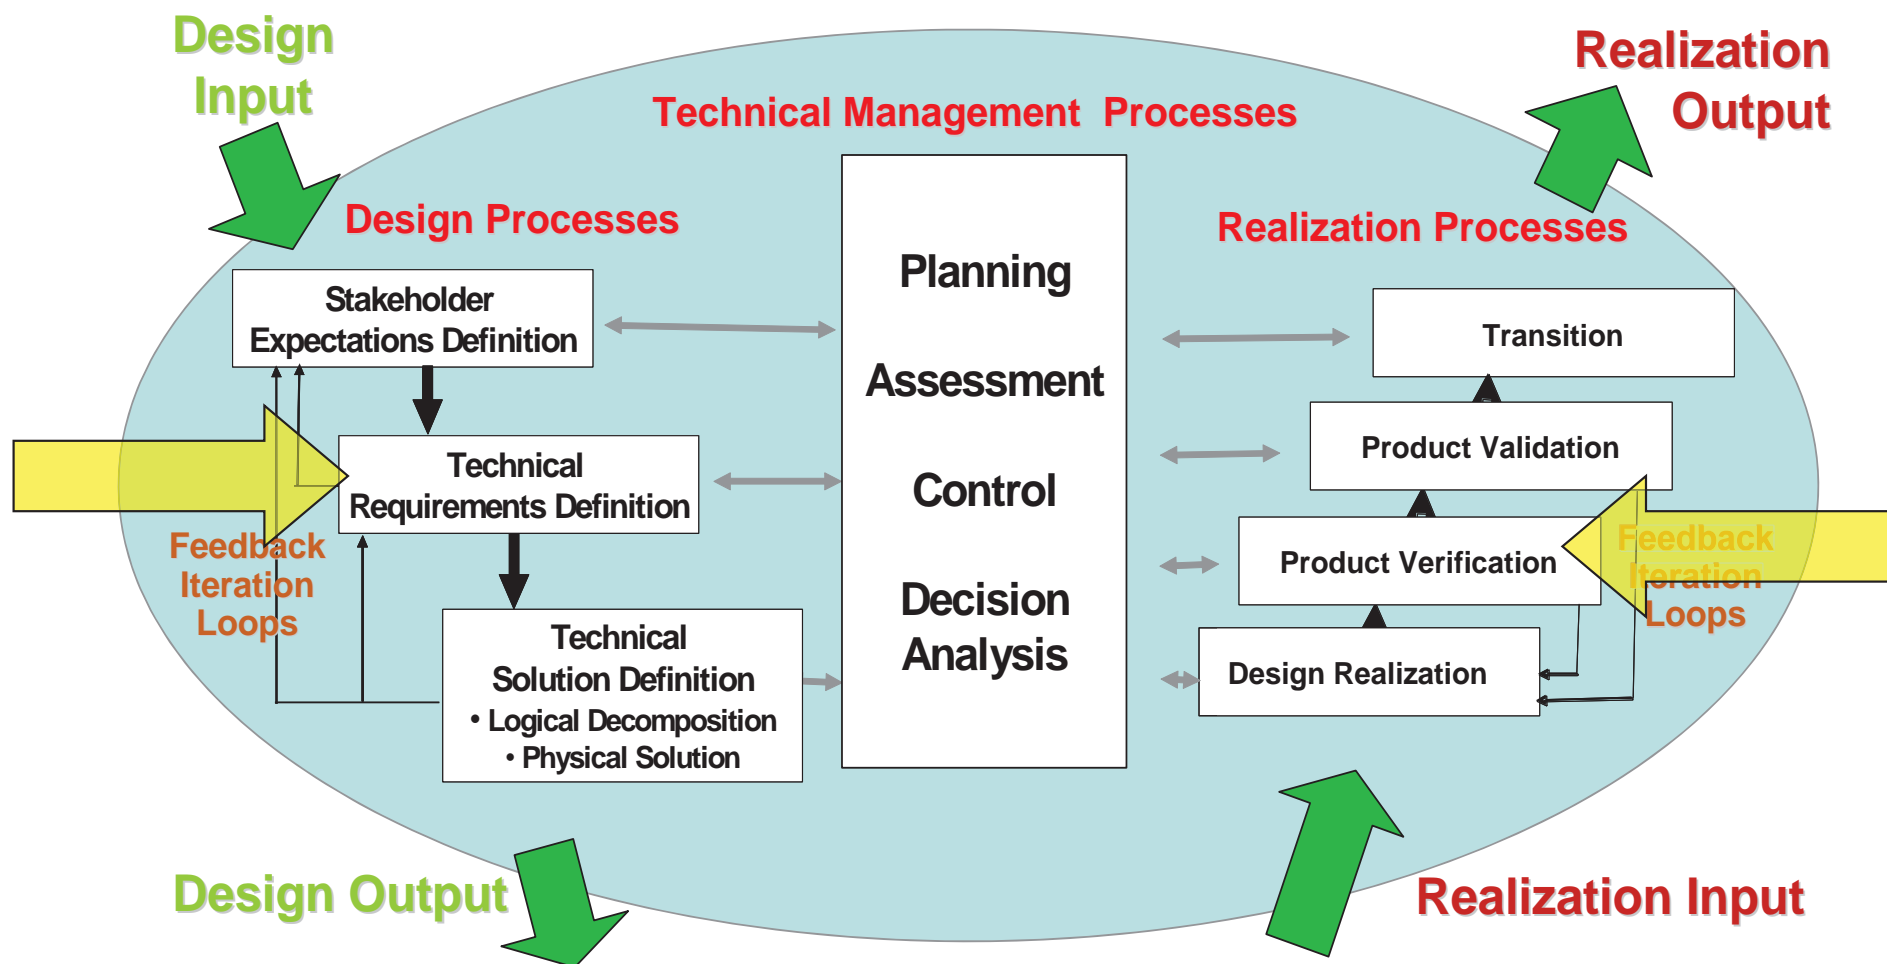 Design
Input
Realization
Output
Technical Management Processes
Design Processes
Realization Processes
Stakeholder
Expectations Definition
Technical
Requirements Definition
Feedback
Iteration
Loops
Technical
Solution Definition
• Logical Decomposition
• Physical Solution
Planning
Assessment
Control
Decision
Analysis
Transition
Product Validation
Product Verification
Feedback
Iteration
Loops
Design Realization
Design Output
Realization Input